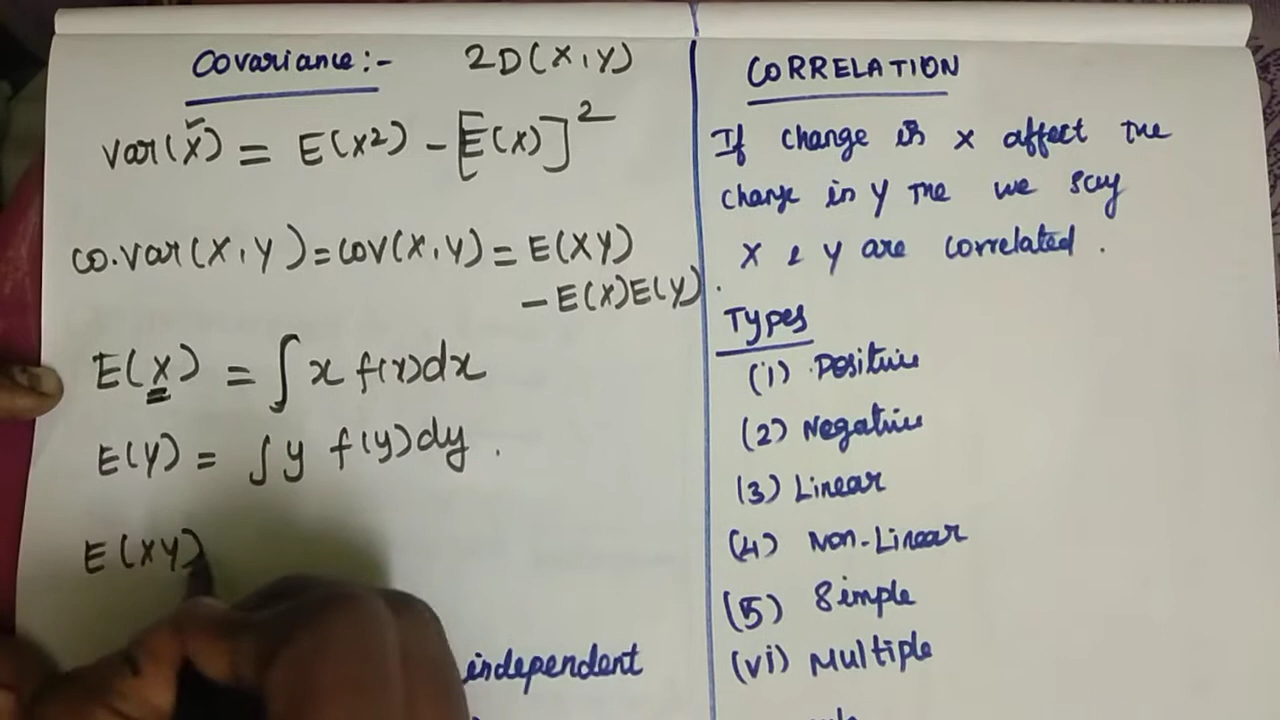 Covariance:- 2D(X,Y)
Var(X) = E(X²) - [E(X)]²
co.var(X,Y) = cov(X,Y) = E(XY)
- E(X)E(Y).
E(X) = ∫ x f(x)dx
E(Y) = ∫ y f(y)dy.
E(XY)
independent
CORRELATION
If change is x affect the
change in y the we say
x & y are correlated.
Types
(1) Positive
(2) Negative
(3) Linear
(4) Non-Linear
(5) Simple
(vi) Multiple